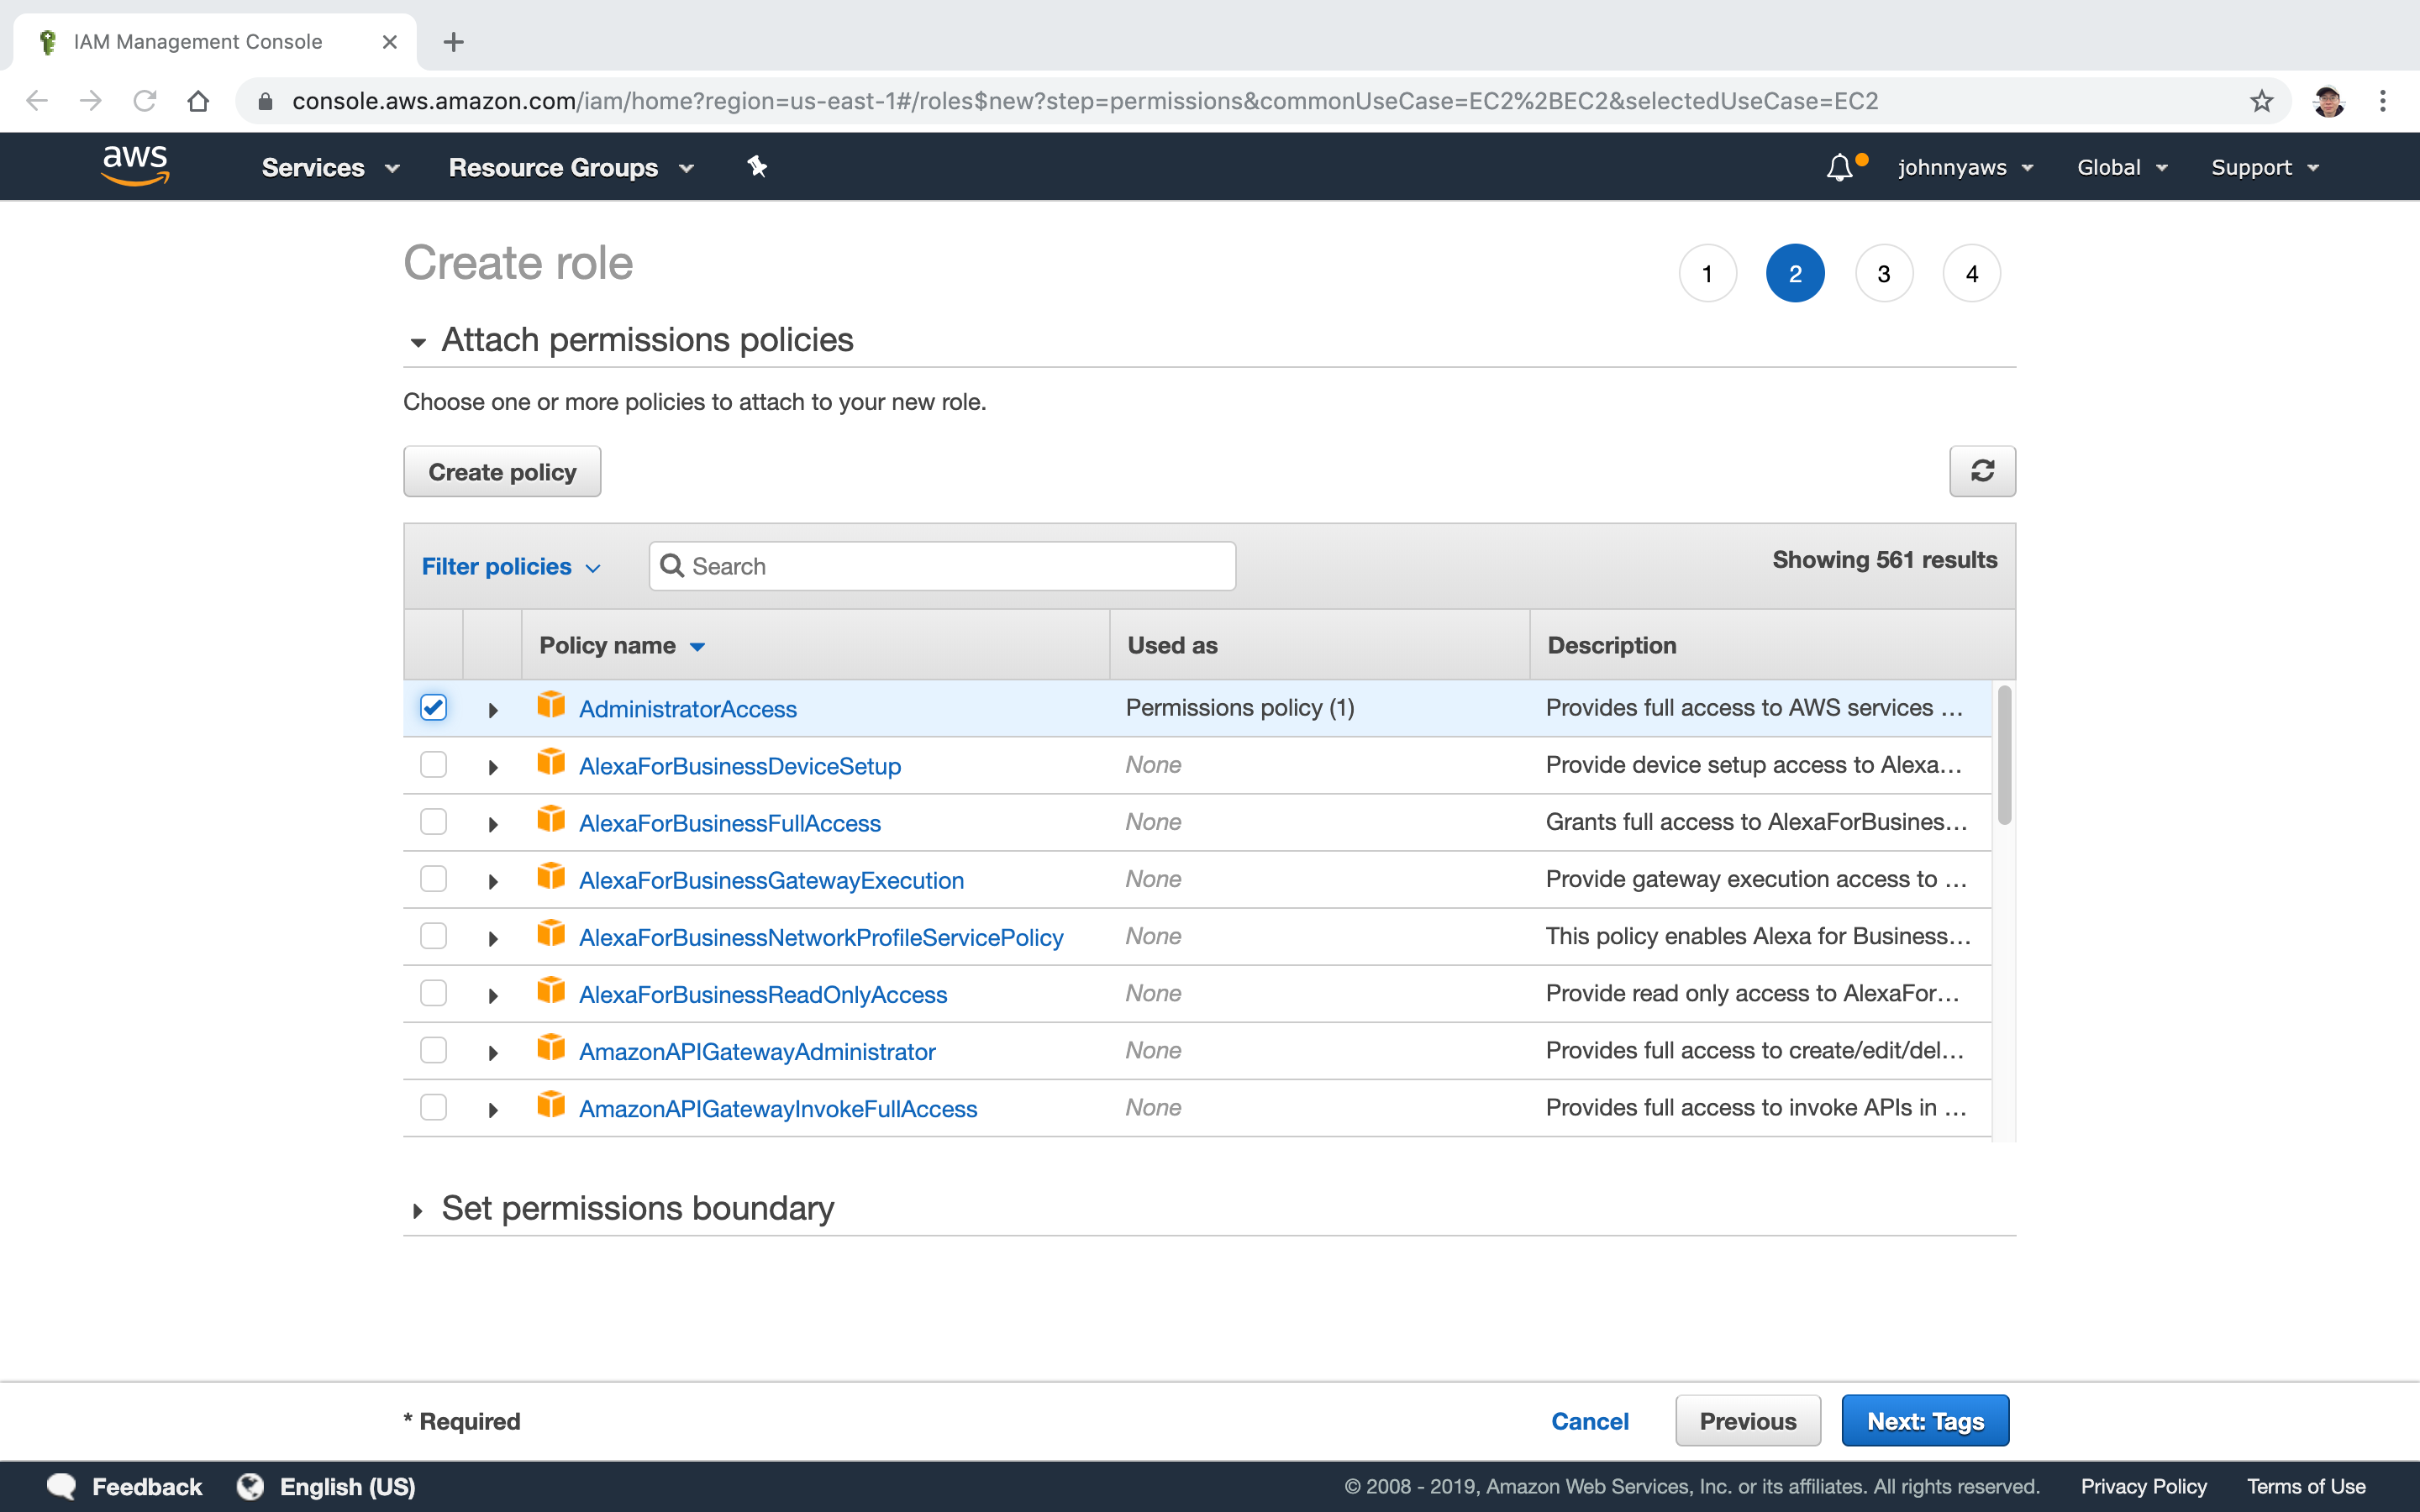 IAM Management Console
console.aws.amazon.com/iam/home?region=us-east-1#/roles$new?step=permissions&commonUseCase=EC2%2BEC2&selectedUseCase=EC2
aws Services Resource Groups johnnyaws Global Support
Create role 1 2 3 4
Attach permissions policies
Choose one or more policies to attach to your new role.
Create policy
Filter policies Search Showing 561 results
Policy name Used as Description
AdministratorAccess Permissions policy (1) Provides full access to AWS services ...
AlexaForBusinessDeviceSetup None Provide device setup access to Alexa...
AlexaForBusinessFullAccess None Grants full access to AlexaForBusines...
AlexaForBusinessGatewayExecution None Provide gateway execution access to ...
AlexaForBusinessNetworkProfileServicePolicy None This policy enables Alexa for Business...
AlexaForBusinessReadOnlyAccess None Provide read only access to AlexaFor...
AmazonAPIGatewayAdministrator None Provides full access to create/edit/del...
AmazonAPIGatewayInvokeFullAccess None Provides full access to invoke APIs in ...
Set permissions boundary
* Required Cancel Previous Next: Tags
Feedback English (US) © 2008 - 2019, Amazon Web Services, Inc. or its affiliates. All rights reserved. Privacy Policy Terms of Use